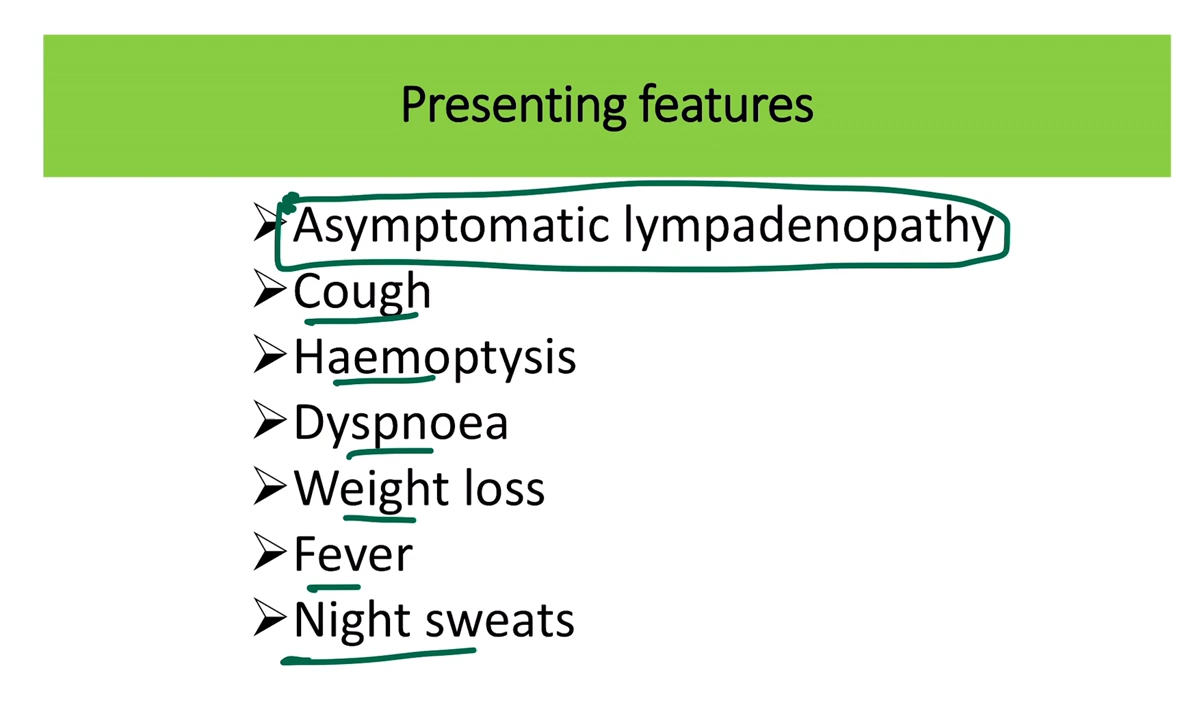 Presenting features
➢Asymptomatic lympadenopathy
➢Cough
➢Haemoptysis
➢Dyspnoea
➢Weight loss
➢Fever
➢Night sweats